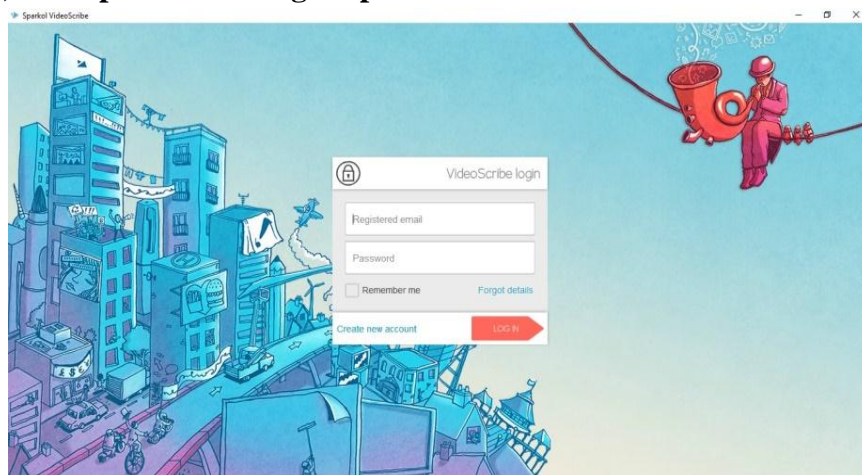 Sparkol VideoScribe
VideoScribe login
Registered email
Password
Remember me
Forgot details
Create new account
LOG IN